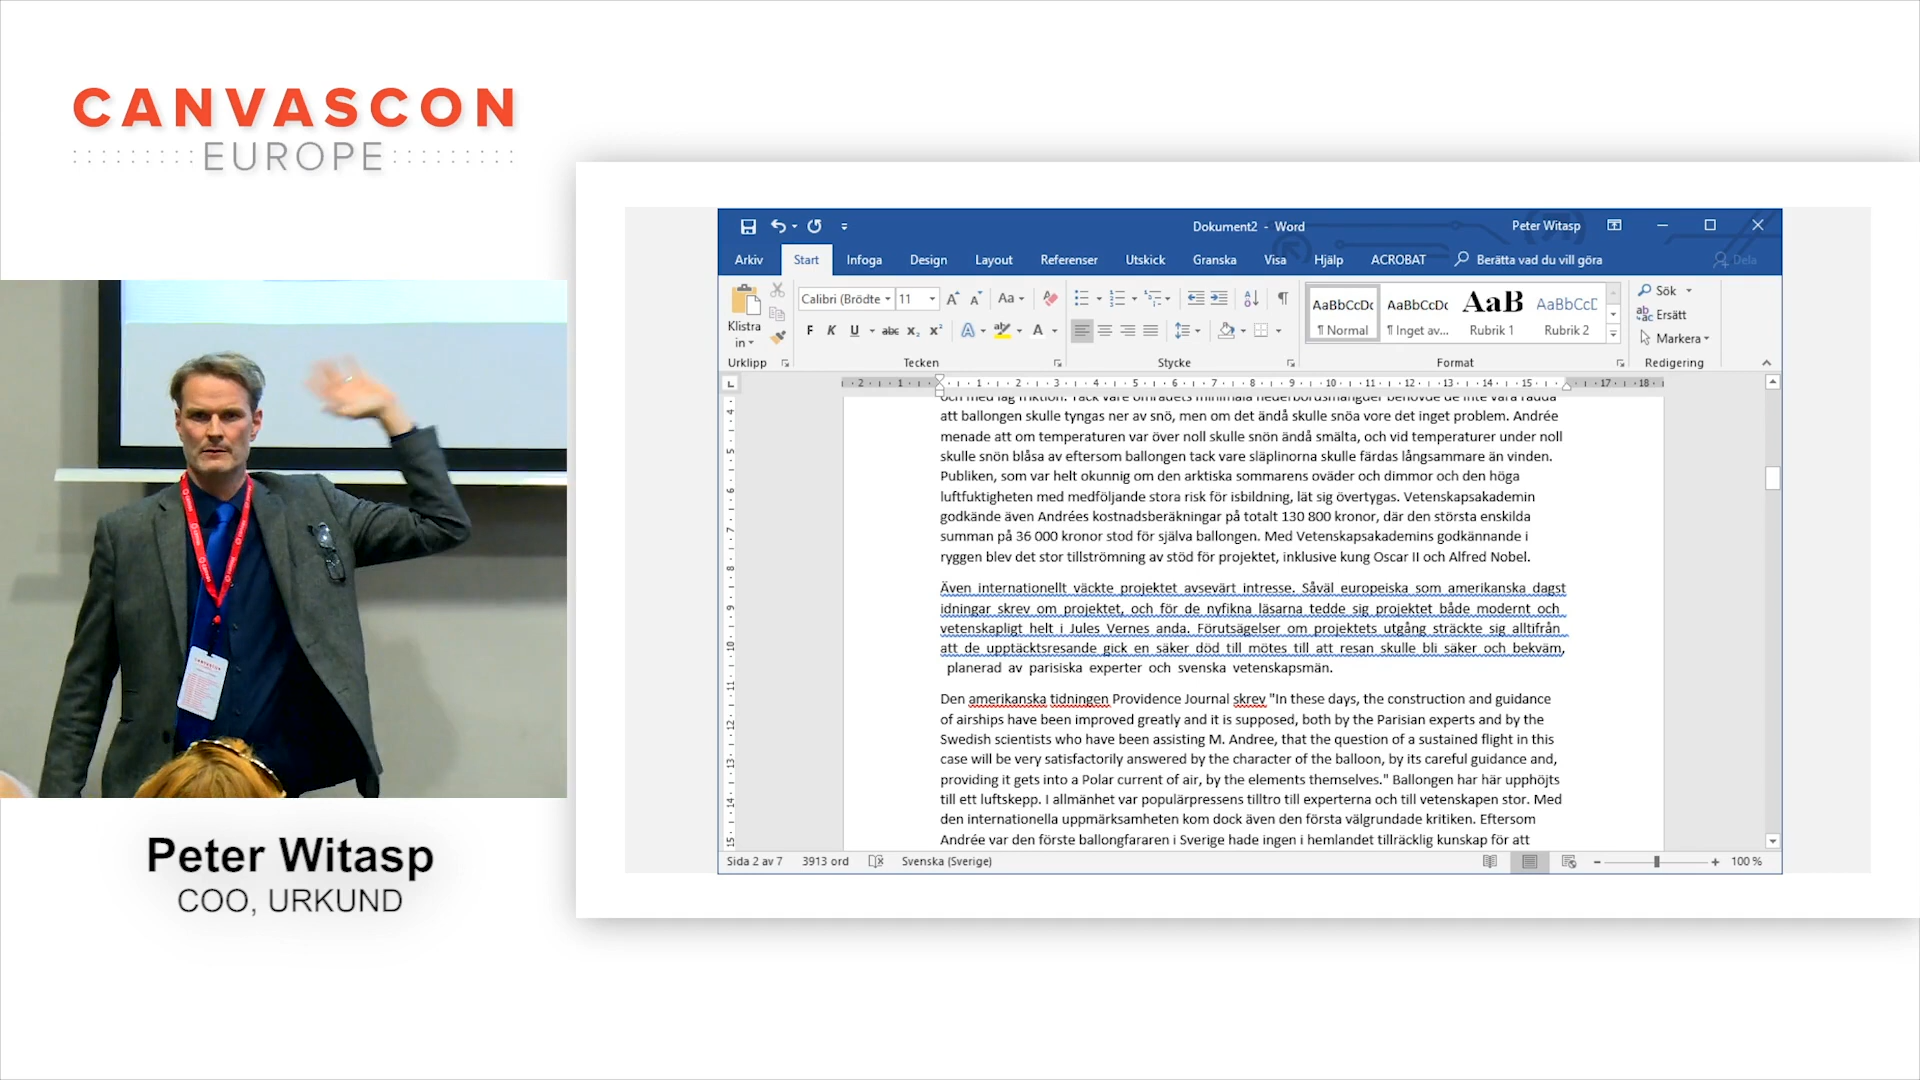 CANVASCON
EUROPE
Peter Witasp
COO, URKUND
Dokument2 - Word
Peter Witasp
Arkiv Start Infoga Design Layout Referenser Utskick Granska Visa Hjälp ACROBAT Berätta vad du vill göra Dela
Klistra in
Urklipp
Calibri (Brödte 11
Tecken
Stycke
AaBbCcDc AaBbCcDc AaB AaBbCcD
¶ Normal ¶ Inget av... Rubrik 1 Rubrik 2
Format
Sök
Ersätt
Markera
Redigering
att ballongen skulle tyngas ner av snö, men om det ändå skulle snöa vore det inget problem. Andrée
menade att om temperaturen var över noll skulle snön ändå smälta, och vid temperaturer under noll
skulle snön blåsa av eftersom ballongen tack vare släplinorna skulle färdas långsammare än vinden.
Publiken, som var helt okunnig om den arktiska sommarens oväder och dimmor och den höga
luftfuktigheten med medföljande stora risk för isbildning, lät sig övertygas. Vetenskapsakademin
godkände även Andrées kostnadsberäkningar på totalt 130 800 kronor, där den största enskilda
summan på 36 000 kronor stod för själva ballongen. Med Vetenskapsakademins godkännande i
ryggen blev det stor tillströmning av stöd för projektet, inklusive kung Oscar II och Alfred Nobel.
Även internationellt väckte projektet avsevärt intresse. Såväl europeiska som amerikanska dagst
idningar skrev om projektet, och för de nyfikna läsarna tedde sig projektet både modernt och
vetenskapligt helt i Jules Vernes anda. Förutsägelser om projektets utgång sträckte sig alltifrån
att de upptäcktsresande gick en säker död till mötes till att resan skulle bli säker och bekväm,
planerad av parisiska experter och svenska vetenskapsmän.
Den amerikanska tidningen Providence Journal skrev "In these days, the construction and guidance
of airships have been improved greatly and it is supposed, both by the Parisian experts and by the
Swedish scientists who have been assisting M. Andree, that the question of a sustained flight in this
case will be very satisfactorily answered by the character of the balloon, by its careful guidance and,
providing it gets into a Polar current of air, by the elements themselves." Ballongen har här upphöjts
till ett luftskepp. I allmänhet var populärpressens tilltro till experterna och till vetenskapen stor. Med
den internationella uppmärksamheten kom dock även den första välgrundade kritiken. Eftersom
Andrée var den förste ballongfararen i Sverige hade ingen i hemlandet tillräcklig kunskap för att
Sida 2 av 7 3913 ord Svenska (Sverige) 100 %